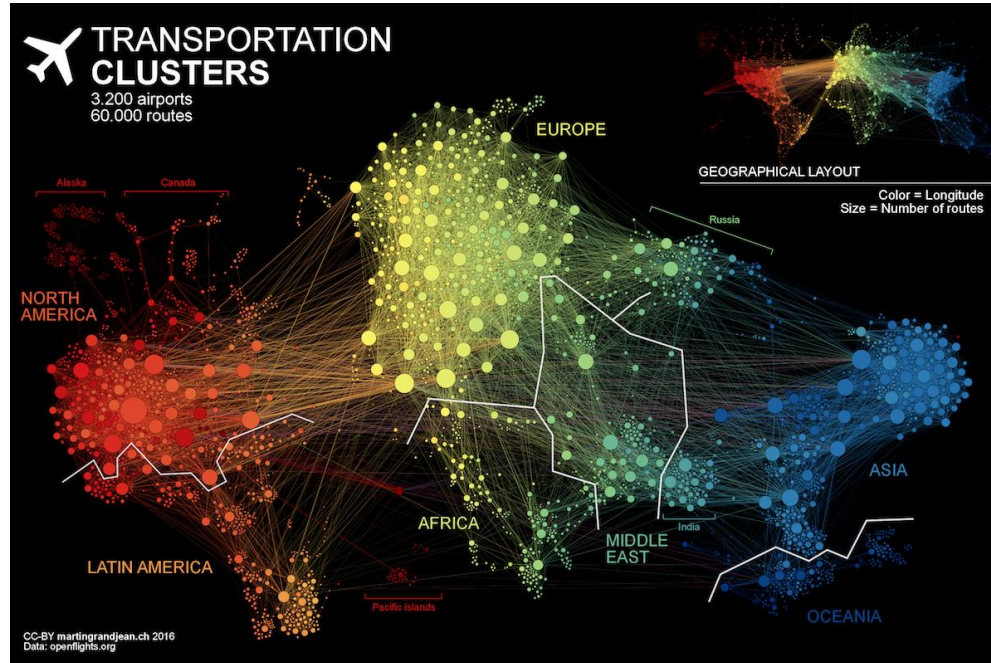 TRANSPORTATION
CLUSTERS
3.200 airports
60.000 routes
EUROPE
GEOGRAPHICAL LAYOUT
Color = Longitude
Size = Number of routes
Alaska
Canada
Russia
NORTH
AMERICA
ASIA
AFRICA
India
MIDDLE
EAST
LATIN AMERICA
Pacific islands
OCEANIA
CC-BY martingrandjean.ch 2016
Data: openflights.org